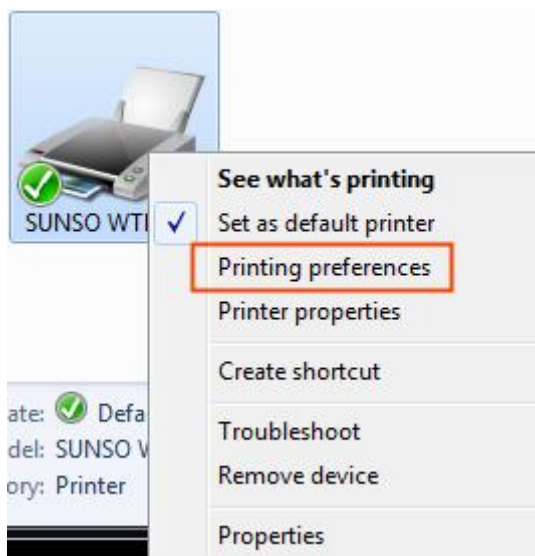 SUNSO
See what's printing
Set as default printer
Printing preferences
Printer properties
Create shortcut
Troubleshoot
Remove device
Properties
ate: Defa
del: SUNSO
ory: Printer